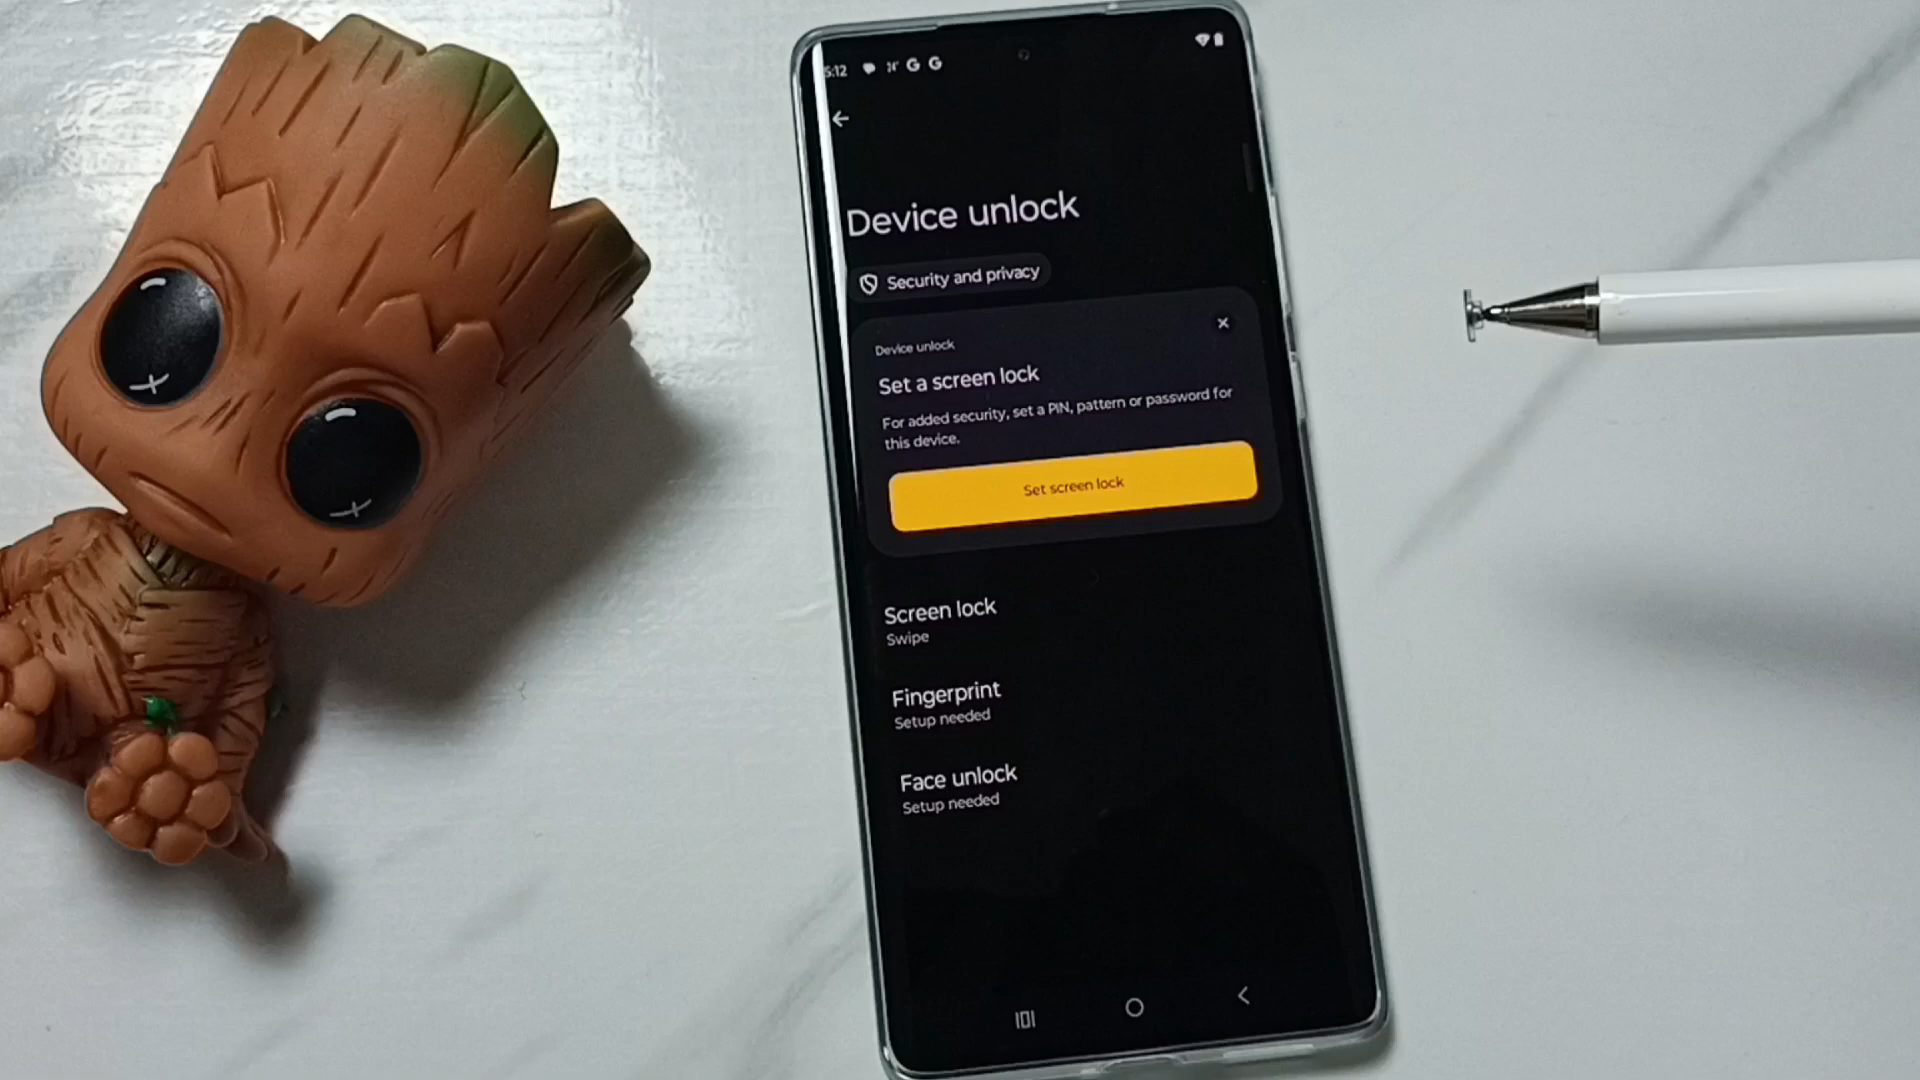 5:12 G G
Device unlock
Security and privacy
Device unlock
Set a screen lock
For added security, set a PIN, pattern or password for
this device.
Set screen lock
Screen lock
Swipe
Fingerprint
Setup needed
Face unlock
Setup needed